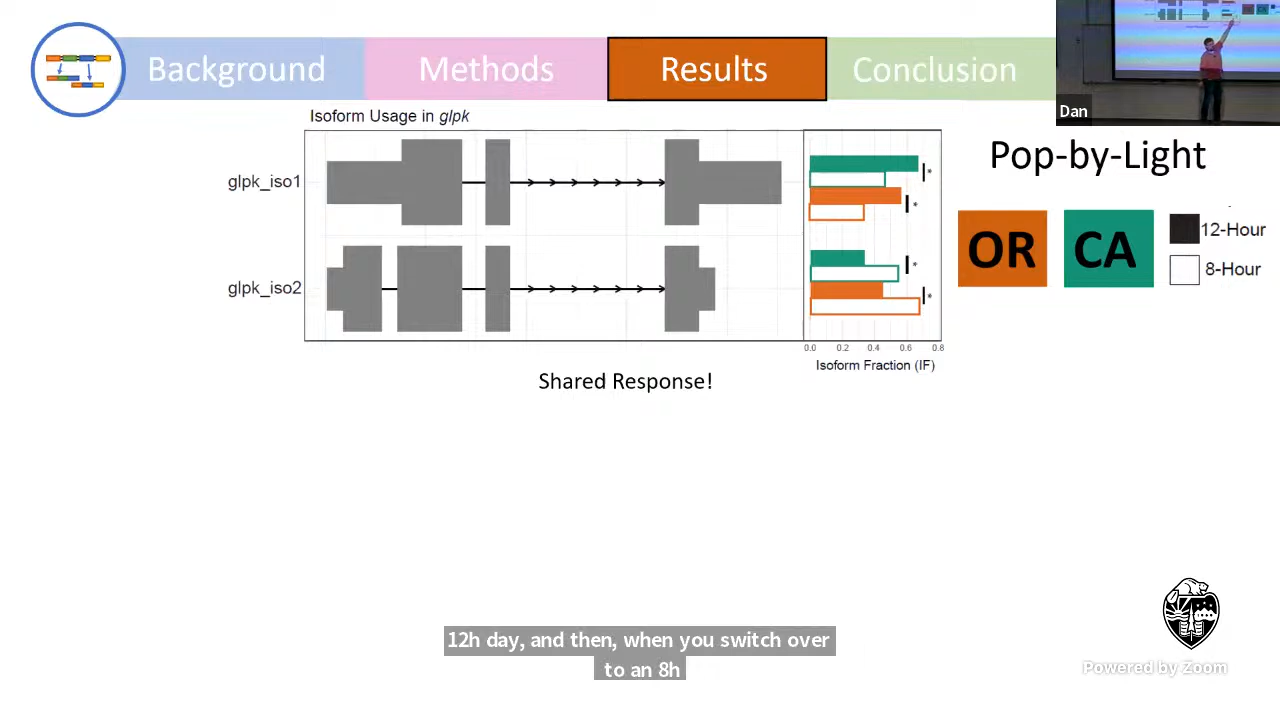 Background
Methods
Results
Conclusion
Dan
Isoform Usage in glpk
Pop-by-Light
glpk_iso1
*
*
OR
CA
12-Hour
8-Hour
glpk_iso2
*
*
0.0 0.2 0.4 0.6 0.8
Isoform Fraction (IF)
Shared Response!
12h day, and then, when you switch over
to an 8h
Powered by Zoom